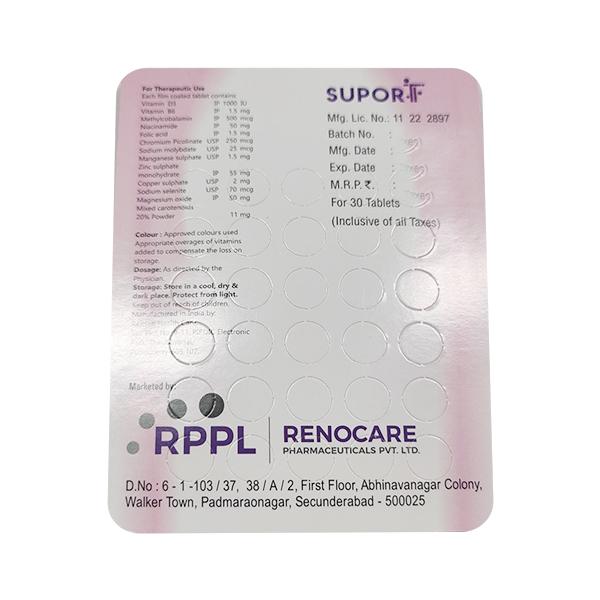 For Therapeutic Use
Each film coated tablet contains:
Vitamin D3 IP 1000 IU
Vitamin B6 IP 1.5 mg
Methylcobalamin IP 500 mcg
Niacinamide IP 50 mg
Folic acid IP 1.5 mg
Chromium Picolinate USP 250 mcg
Sodium molybdate USP 25 mcg
Manganese sulphate USP 1.5 mg
Zinc sulphate
monohydrate IP 55 mg
Copper sulphate USP 2 mg
Sodium selenite USP 70 mcg
Magnesium oxide IP 50 mg
Mixed carotenoids
20% Powder 11 mg
Colour : Approved colours used
Appropriate overages of vitamins
added to compensate the loss on
storage.
Dosage: As directed by the
Physician.
Storage: Store in a cool, dry &
dark place. Protect from light.
Keep out of reach of children.
Manufactured in India by:
Electronic
SUPOR-TF
Mfg. Lic. No.: 11 22 2897
Batch No. :
Mfg. Date :
Exp. Date :
M.R.P. ₹. :
For 30 Tablets
(Inclusive of all Taxes)
Marketed by:
RPPL
RENOCARE
PHARMACEUTICALS PVT. LTD.
D.No : 6 - 1 -103 / 37, 38 / A / 2, First Floor, Abhinavanagar Colony,
Walker Town, Padmaraonagar, Secunderabad - 500025